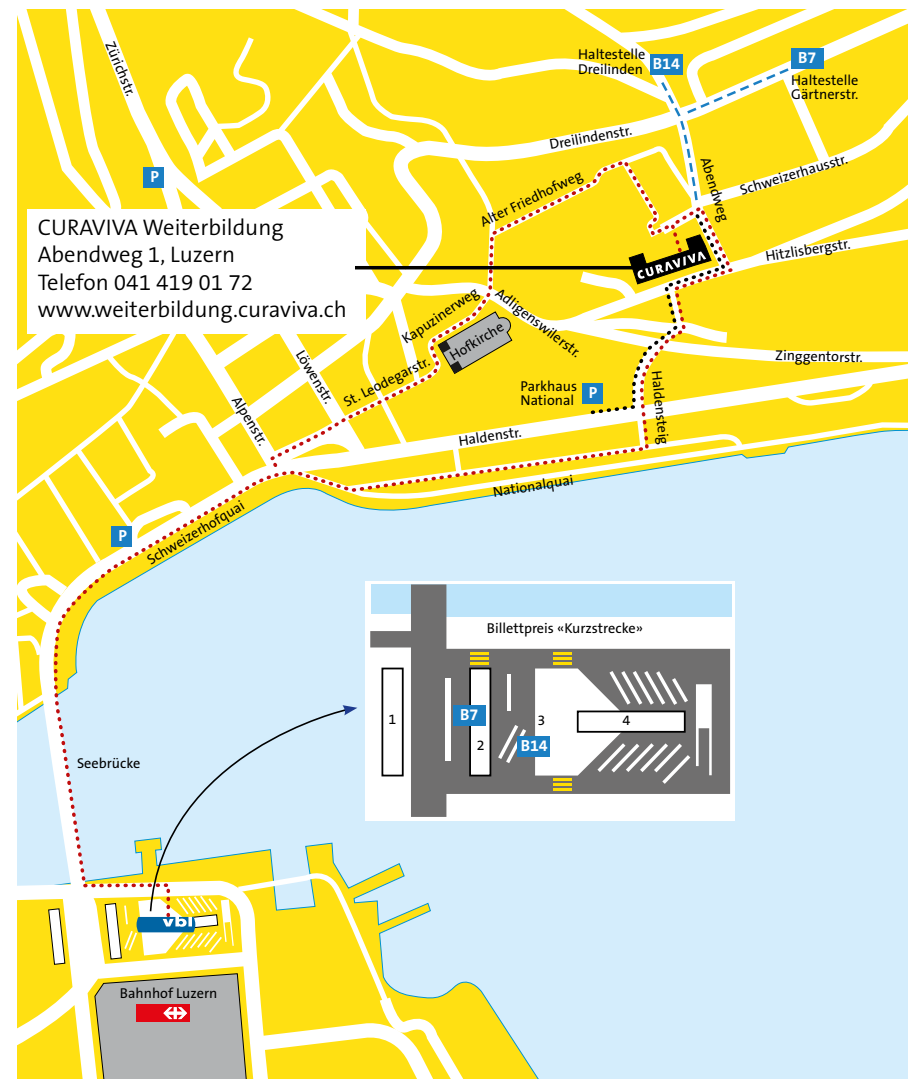 Zürichstr.
Haltestelle
Dreilinden
B14
B7
Haltestelle
Gärtnerstr.
Dreilindenstr.
P
Abendweg
Schweizerhausstr.
Alter Friedhofweg
CURAVIVA Weiterbildung
Abendweg 1, Luzern
Telefon 041 419 01 72
www.weiterbildung.curaviva.ch
CURAVIVA
Hitzlisbergstr.
Kapuzinerweg
Adligenswilerstr.
Hofkirche
Zinggentorstr.
Löwenstr.
St. Leodegarstr.
Parkhaus
National
P
Alpenstr.
Haldensteig
Haldenstr.
Nationalquai
Schweizerhofquai
P
Billettpreis «Kurzstrecke»
1
B7
2
3
B14
4
Seebrücke
vbl
Bahnhof Luzern